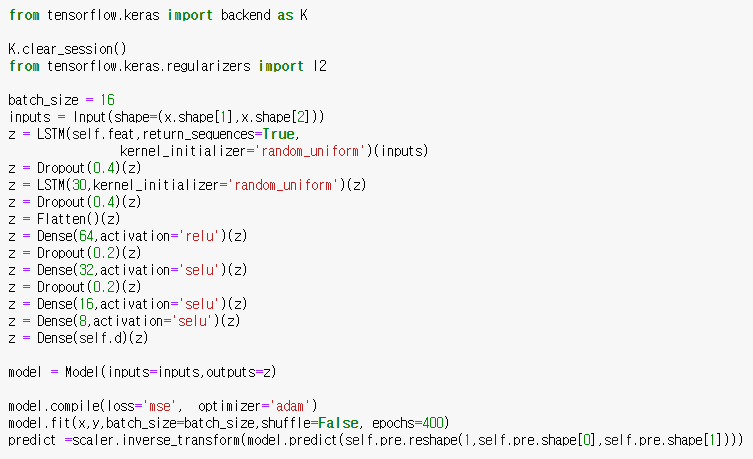 from tensorflow.keras import backend as K
K.clear_session()
from tensorflow.keras.regularizers import l2
batch_size = 16
inputs = Input(shape=(x.shape[1],x.shape[2]))
z = LSTM(self.feat,return_sequences=True,
kernel_initializer='random_uniform')(inputs)
z = Dropout(0.4)(z)
z = LSTM(30,kernel_initializer='random_uniform')(z)
z = Dropout(0.4)(z)
z = Flatten()(z)
z = Dense(64,activation='relu')(z)
z = Dropout(0.2)(z)
z = Dense(32,activation='selu')(z)
z = Dropout(0.2)(z)
z = Dense(16,activation='selu')(z)
z = Dense(8,activation='selu')(z)
z = Dense(self.d)(z)
model = Model(inputs=inputs,outputs=z)
model.compile(loss='mse', optimizer='adam')
model.fit(x,y,batch_size=batch_size,shuffle=False, epochs=400)
predict =scaler.inverse_transform(model.predict(self.pre.reshape(1,self.pre.shape[0],self.pre.shape[1])))